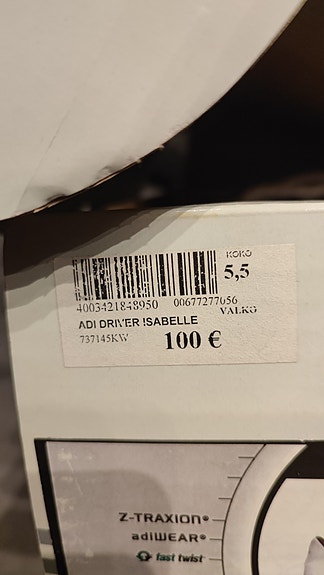 KOKO
5,5
4003421848950 00677277056
VALKO
ADI DRIVER ISABELLE
737145KW 100 €
Z-TRAXION®
adiWEAR®
fast twist